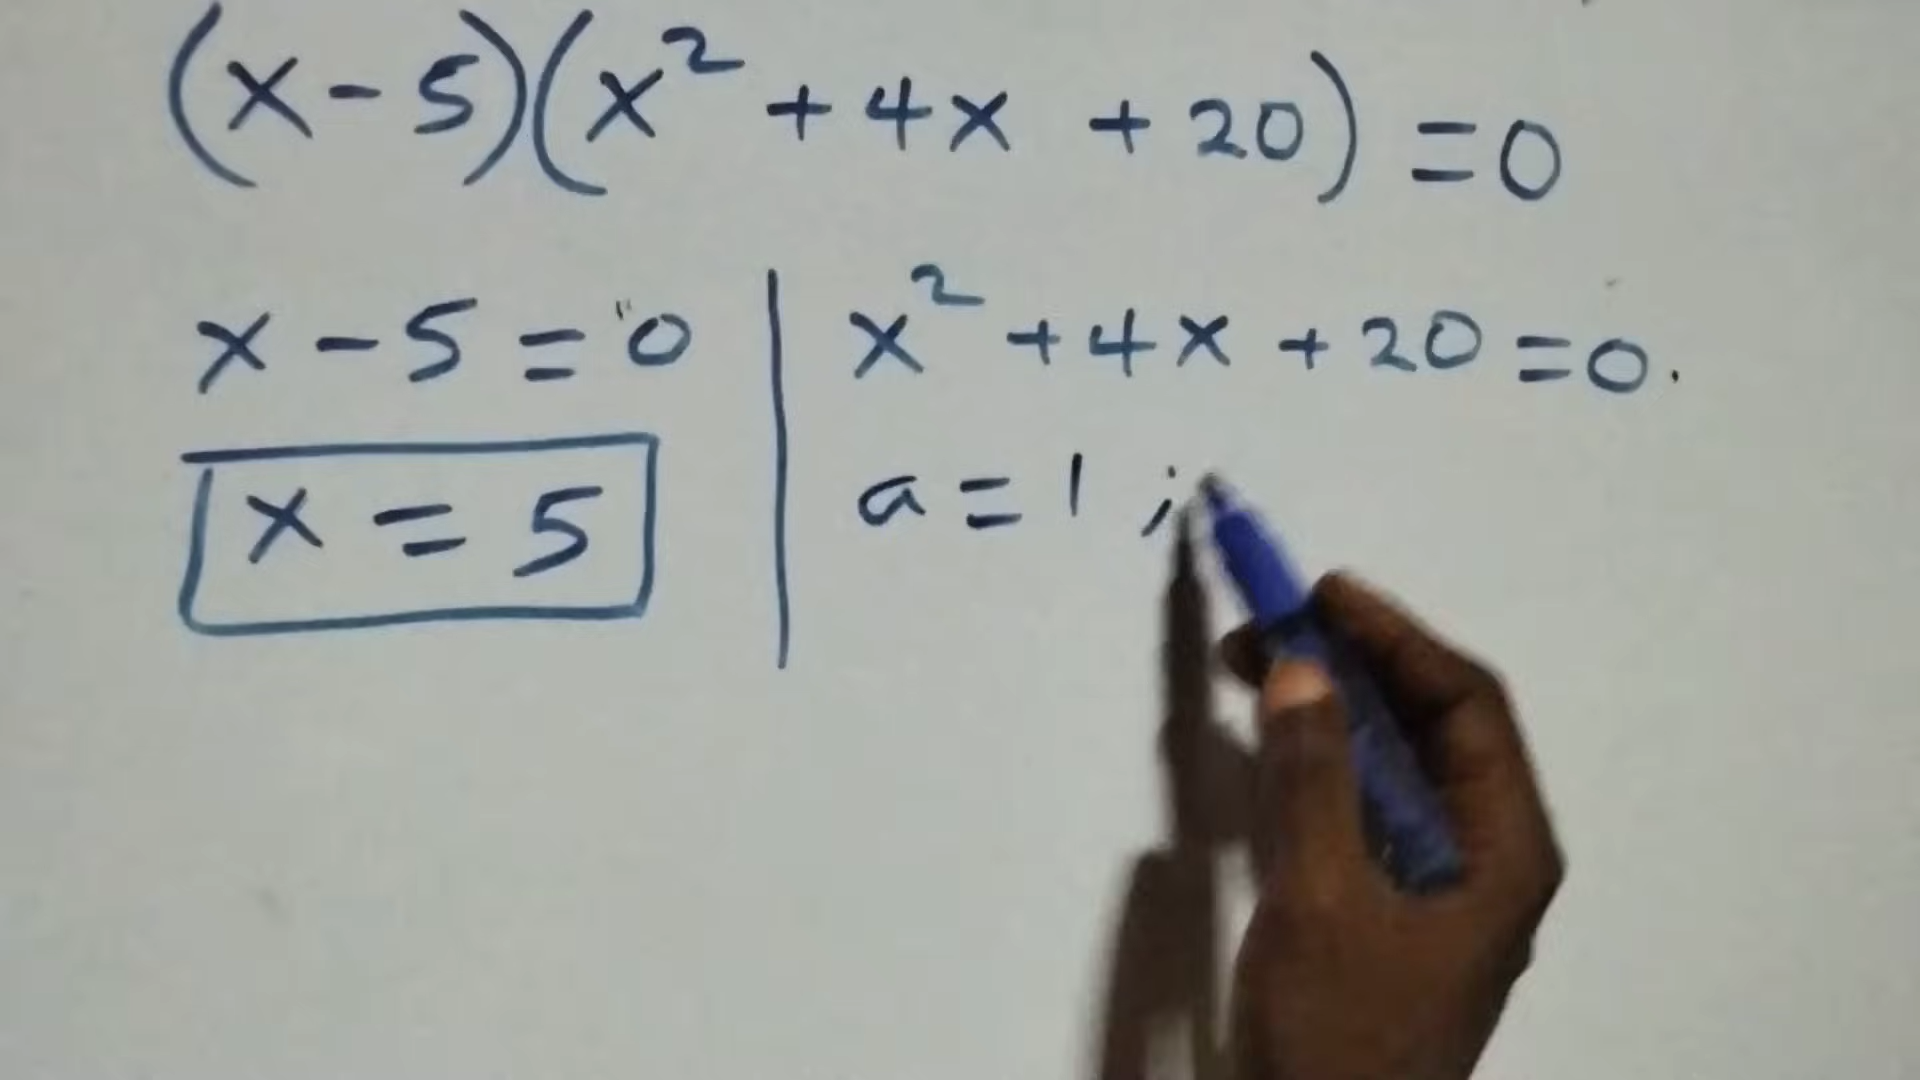 (x - 5)(x² + 4x + 20) = 0
x - 5 = 0
x = 5
x² + 4x + 20 = 0.
a = 1 ;